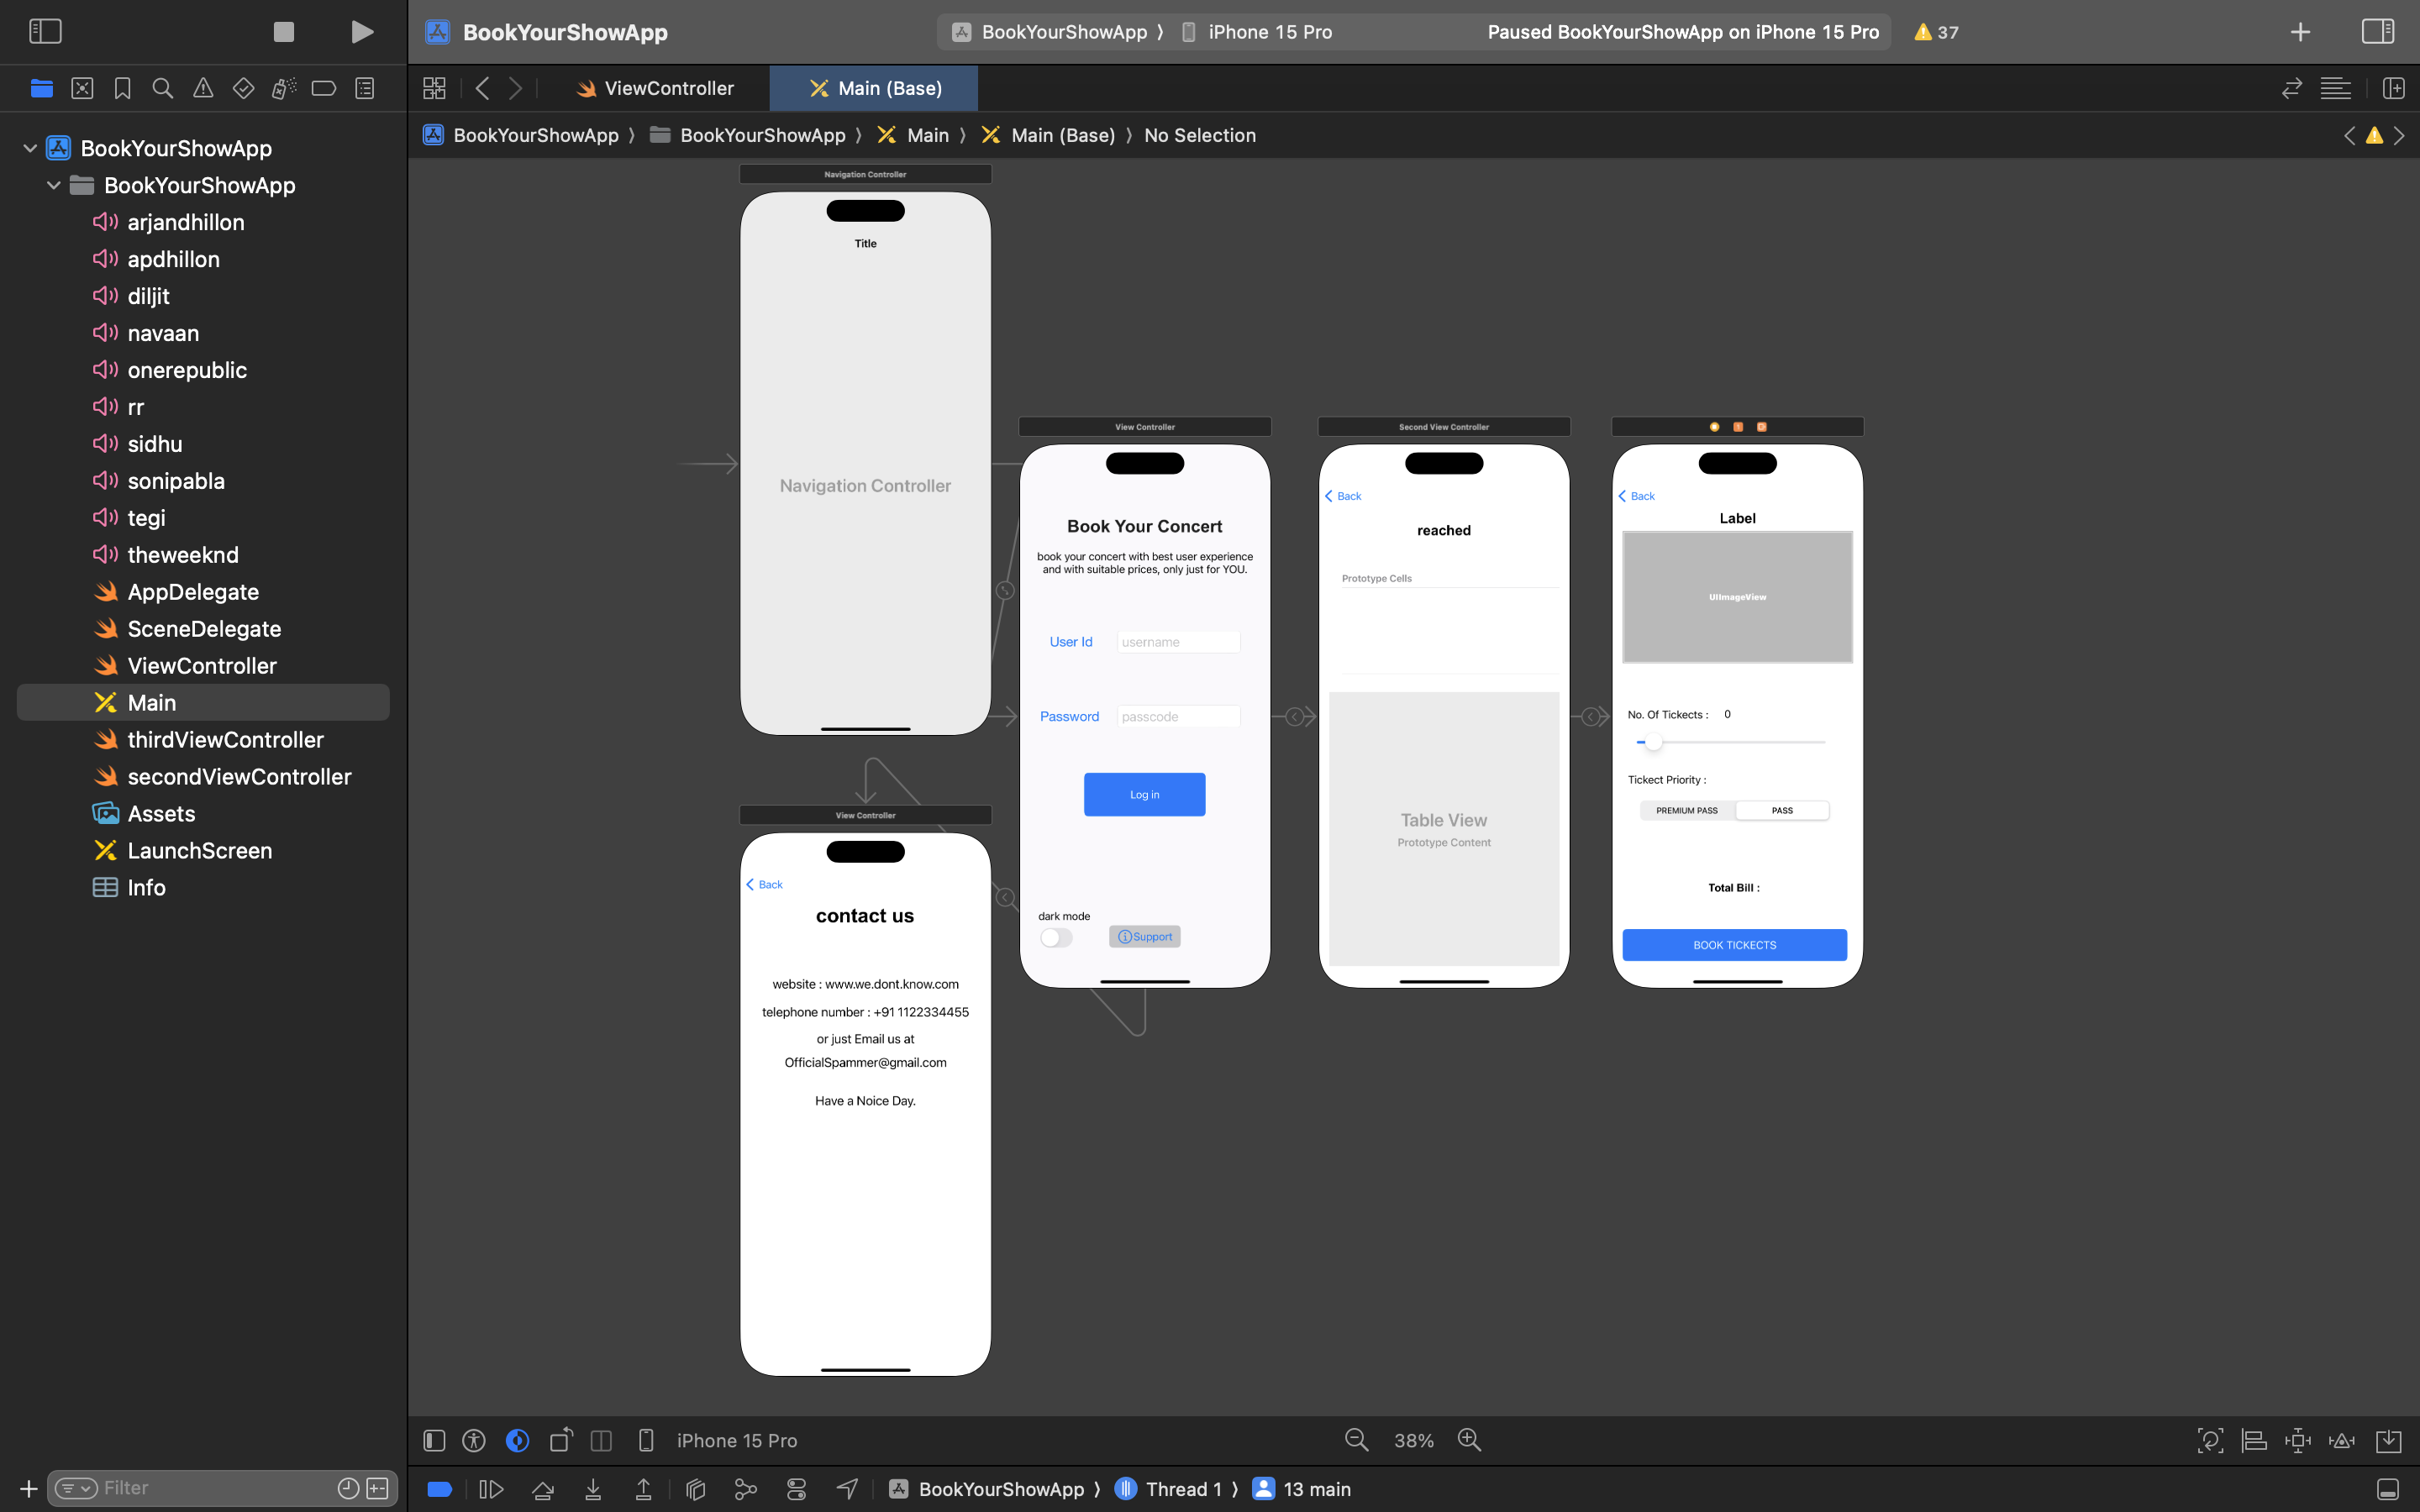 BookYourShowApp
BookYourShowApp 〉 iPhone 15 Pro
Paused BookYourShowApp on iPhone 15 Pro
37
ViewController
Main (Base)
BookYourShowApp 〉 BookYourShowApp 〉 Main 〉 Main (Base) 〉 No Selection
BookYourShowApp
BookYourShowApp
arjandhillon
apdhillon
diljit
navaan
onerepublic
rr
sidhu
sonipabla
tegi
theweeknd
AppDelegate
SceneDelegate
ViewController
Main
thirdViewController
secondViewController
Assets
LaunchScreen
Info
Filter
Navigation Controller
Title
Navigation Controller
View Controller
Book Your Concert
book your concert with best user experience
and with suitable prices, only just for YOU.
User Id
username
Password
passcode
Log in
dark mode
Support
Second View Controller
Back
reached
Prototype Cells
Table View
Prototype Content
Back
Label
UIImageView
No. Of Tickects : 0
Tickect Priority :
PREMIUM PASS
PASS
Total Bill :
BOOK TICKECTS
View Controller
Back
contact us
website : www.we.dont.know.com
telephone number : +91 1122334455
or just Email us at
OfficialSpammer@gmail.com
Have a Noice Day.
iPhone 15 Pro
38%
BookYourShowApp 〉 Thread 1 〉 13 main